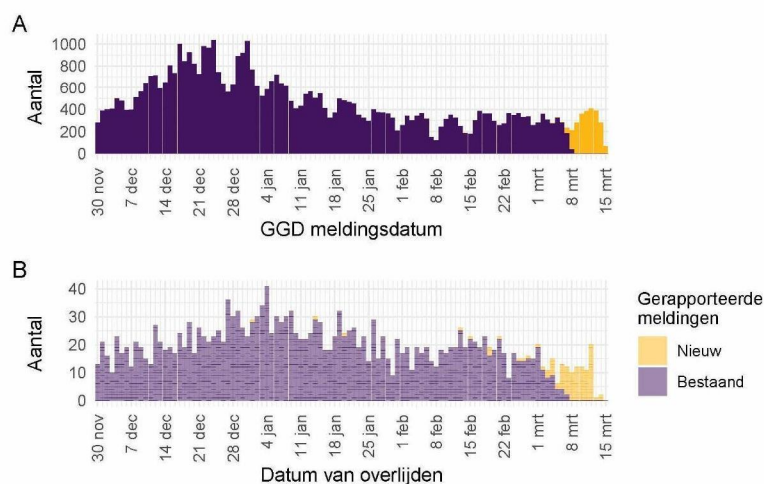 A
1000
800
600
400
200
0
Aantal
30 nov
7 dec
14 dec
21 dec
28 dec
4 jan
11 jan
18 jan
25 jan
1 feb
8 feb
15 feb
22 feb
1 mrt
8 mrt
15 mrt
GGD meldingsdatum
B
40
30
20
10
0
Aantal
30 nov
7 dec
14 dec
21 dec
28 dec
4 jan
11 jan
18 jan
25 jan
1 feb
8 feb
15 feb
22 feb
1 mrt
8 mrt
15 mrt
Datum van overlijden
Gerapporteerde
meldingen
Nieuw
Bestaand